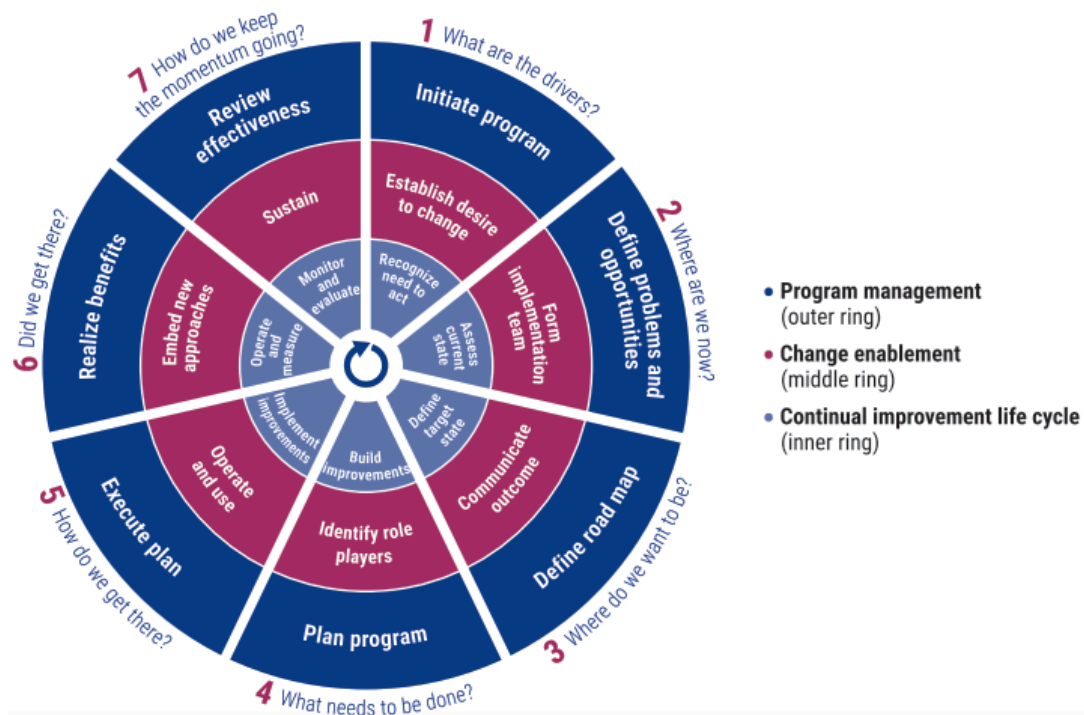 1 What are the drivers?
Initiate program
Establish desire
to change
Recognize
need to
act
2 Where are we now?
Define problems and
opportunities
Form
implementation
team
Assess
current
state
3 Where do we want to be?
Define road map
Communicate
outcome
Define
target
state
4 What needs to be done?
Plan program
Identify role
players
Build
improvements
5 How do we get there?
Execute plan
Operate
and use
Implement
improvements
6 Did we get there?
Realize benefits
Embed new
approaches
Operate
and
measure
7 How do we keep
the momentum going?
Review
effectiveness
Sustain
Monitor
and
evaluate
• Program management
(outer ring)
• Change enablement
(middle ring)
• Continual improvement life cycle
(inner ring)